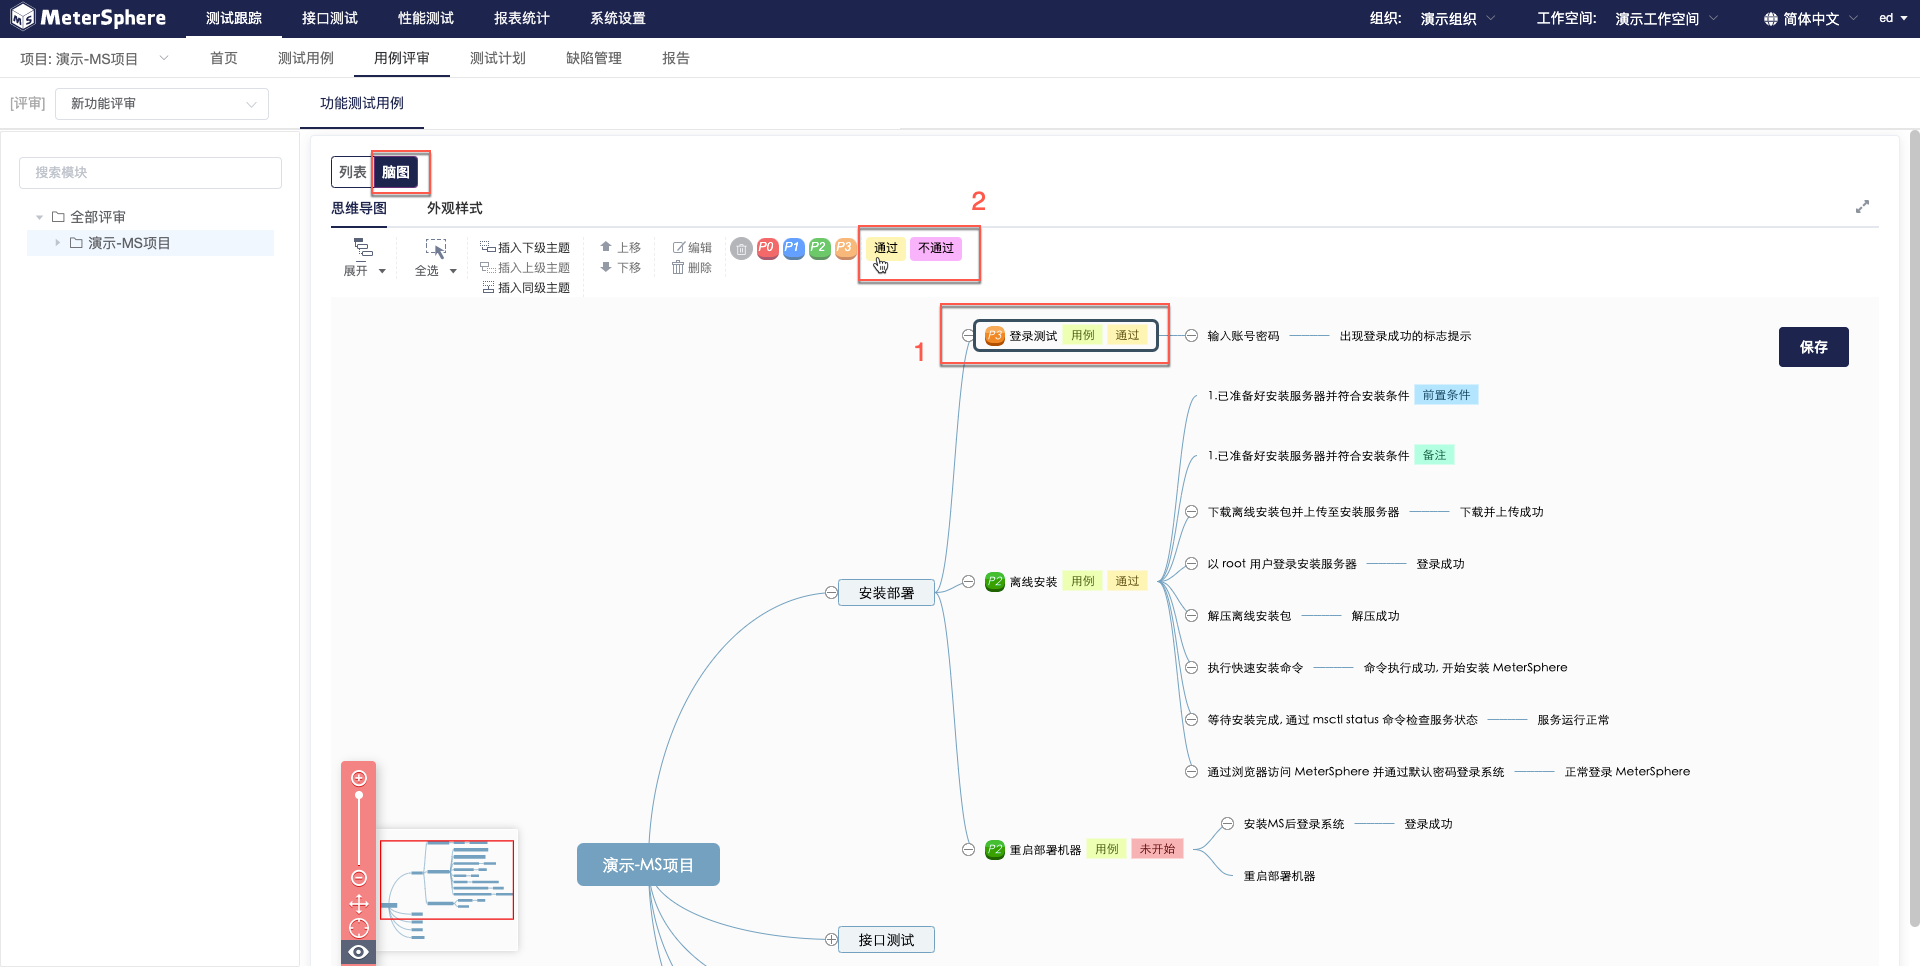 MeterSphere 测试跟踪 接口测试 性能测试 报表统计 系统设置 组织: 演示组织 工作空间: 演示工作空间 简体中文 ed
项目: 演示-MS项目 首页 测试用例 用例评审 测试计划 缺陷管理 报告
[评审] 新功能评审 功能测试用例
搜索模块
全部评审
演示-MS项目
列表 脑图
思维导图 外观样式
2
展开 全选
插入下级主题
插入上级主题
插入同级主题
上移
下移
编辑
删除
P0 P1 P2 P3 通过 不通过
1
P3 登录测试 用例 通过 输入账号密码 出现登录成功的标志提示
保存
1.已准备好安装服务器并符合安装条件 前置条件
1.已准备好安装服务器并符合安装条件 备注
下载离线安装包并上传至安装服务器 下载并上传成功
以 root 用户登录安装服务器 登录成功
安装部署
P2 离线安装 用例 通过
解压离线安装包 解压成功
执行快速安装命令 命令执行成功, 开始安装 MeterSphere
等待安装完成, 通过 msctl status 命令检查服务状态 服务运行正常
通过浏览器访问 MeterSphere 并通过默认密码登录系统 正常登录 MeterSphere
P2 重启部署机器 用例 未开始
安装MS后登录系统 登录成功
重启部署机器
演示-MS项目
接口测试